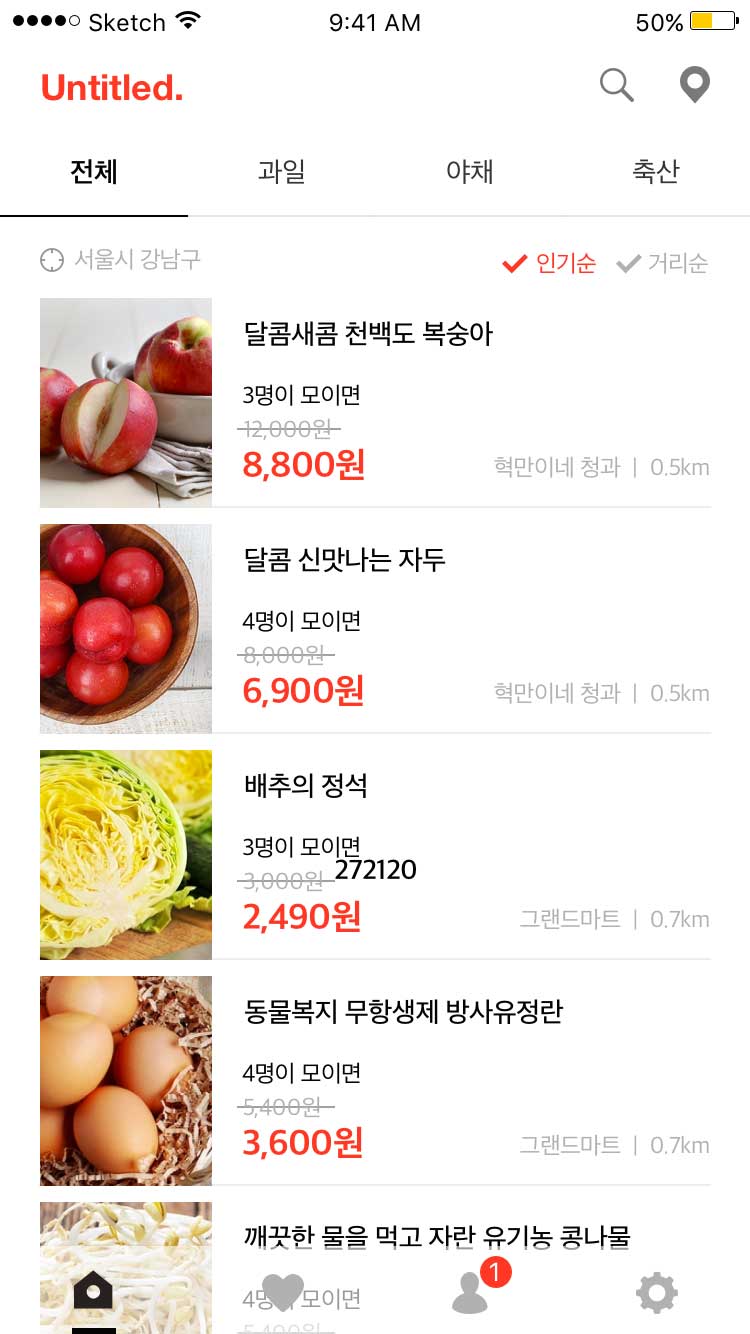 Sketch 9:41 AM 50%
Untitled.
전체 과일 야채 축산
서울시 강남구 인기순 거리순
달콤새콤 천백도 복숭아
3명이 모이면
12,000원
8,800원 혁만이네 청과 | 0.5km
달콤 신맛나는 자두
4명이 모이면
8,000원
6,900원 혁만이네 청과 | 0.5km
배추의 정석
3명이 모이면
272120
3,000원
2,490원 그랜드마트 | 0.7km
동물복지 무항생제 방사유정란
4명이 모이면
5,400원
3,600원 그랜드마트 | 0.7km
깨끗한 물을 먹고 자란 유기농 콩나물
1
4명이 모이면
5,400원